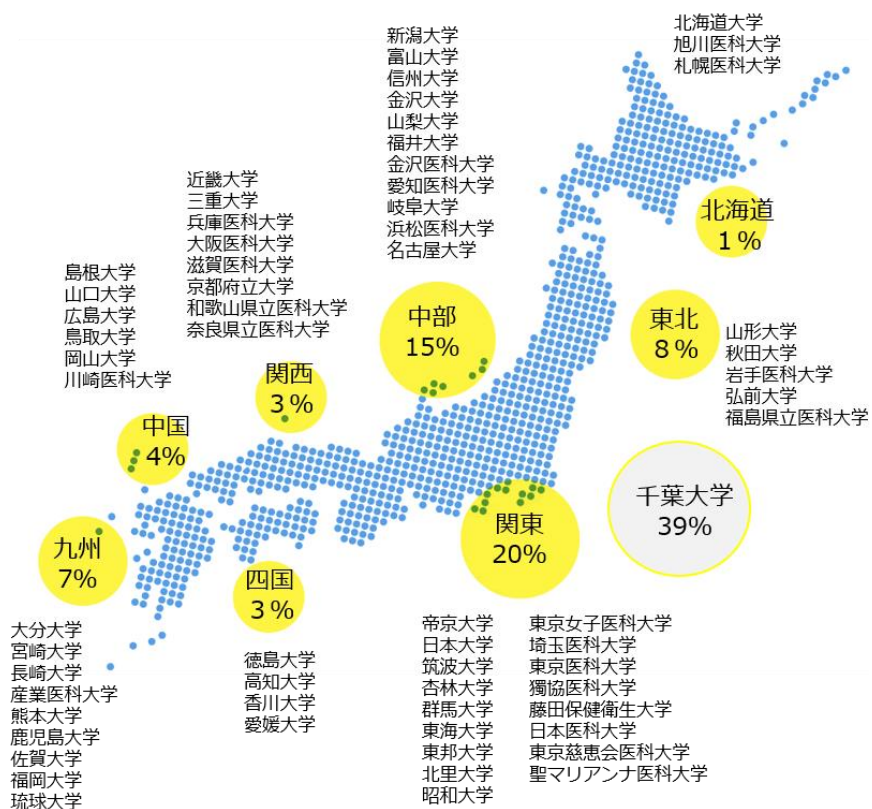 北海道大学
旭川医科大学
札幌医科大学
新潟大学
富山大学
信州大学
金沢大学
山梨大学
福井大学
金沢医科大学
愛知医科大学
岐阜大学
浜松医科大学
名古屋大学
近畿大学
三重大学
兵庫医科大学
大阪医科大学
滋賀医科大学
京都府立大学
和歌山県立医科大学
奈良県立医科大学
島根大学
山口大学
広島大学
鳥取大学
岡山大学
川崎医科大学
北海道
1%
中部
15%
東北
8%
山形大学
秋田大学
岩手医科大学
弘前大学
福島県立医科大学
関西
3%
中国
4%
千葉大学
39%
関東
20%
九州
7%
四国
3%
大分大学
宮崎大学
長崎大学
産業医科大学
熊本大学
鹿児島大学
佐賀大学
福岡大学
琉球大学
徳島大学
高知大学
香川大学
愛媛大学
帝京大学
日本大学
筑波大学
杏林大学
群馬大学
東海大学
東邦大学
北里大学
昭和大学
東京女子医科大学
埼玉医科大学
東京医科大学
獨協医科大学
藤田保健衛生大学
日本医科大学
東京慈恵会医科大学
聖マリアンナ医科大学